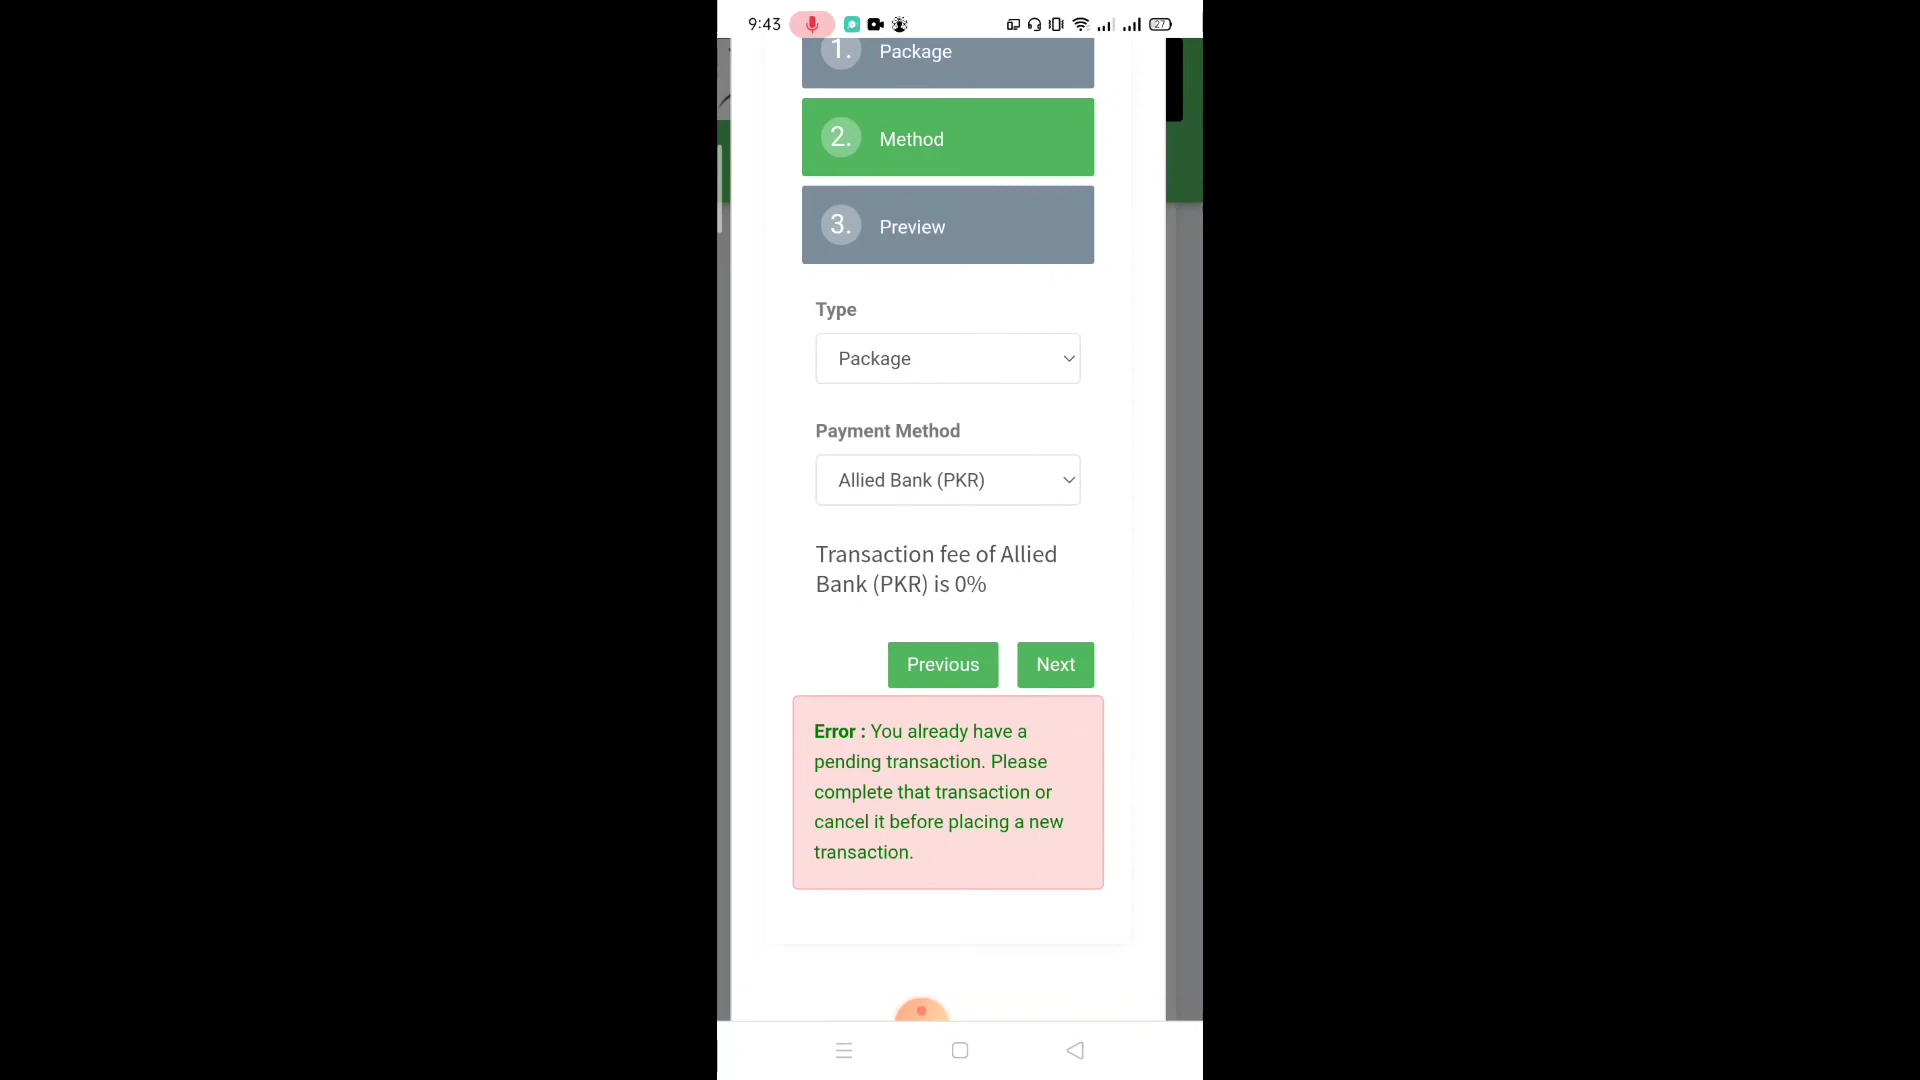 9:43
27
1. Package
2. Method
3. Preview
Type
Package
Payment Method
Allied Bank (PKR)
Transaction fee of Allied
Bank (PKR) is 0%
Previous Next
Error : You already have a
pending transaction. Please
complete that transaction or
cancel it before placing a new
transaction.